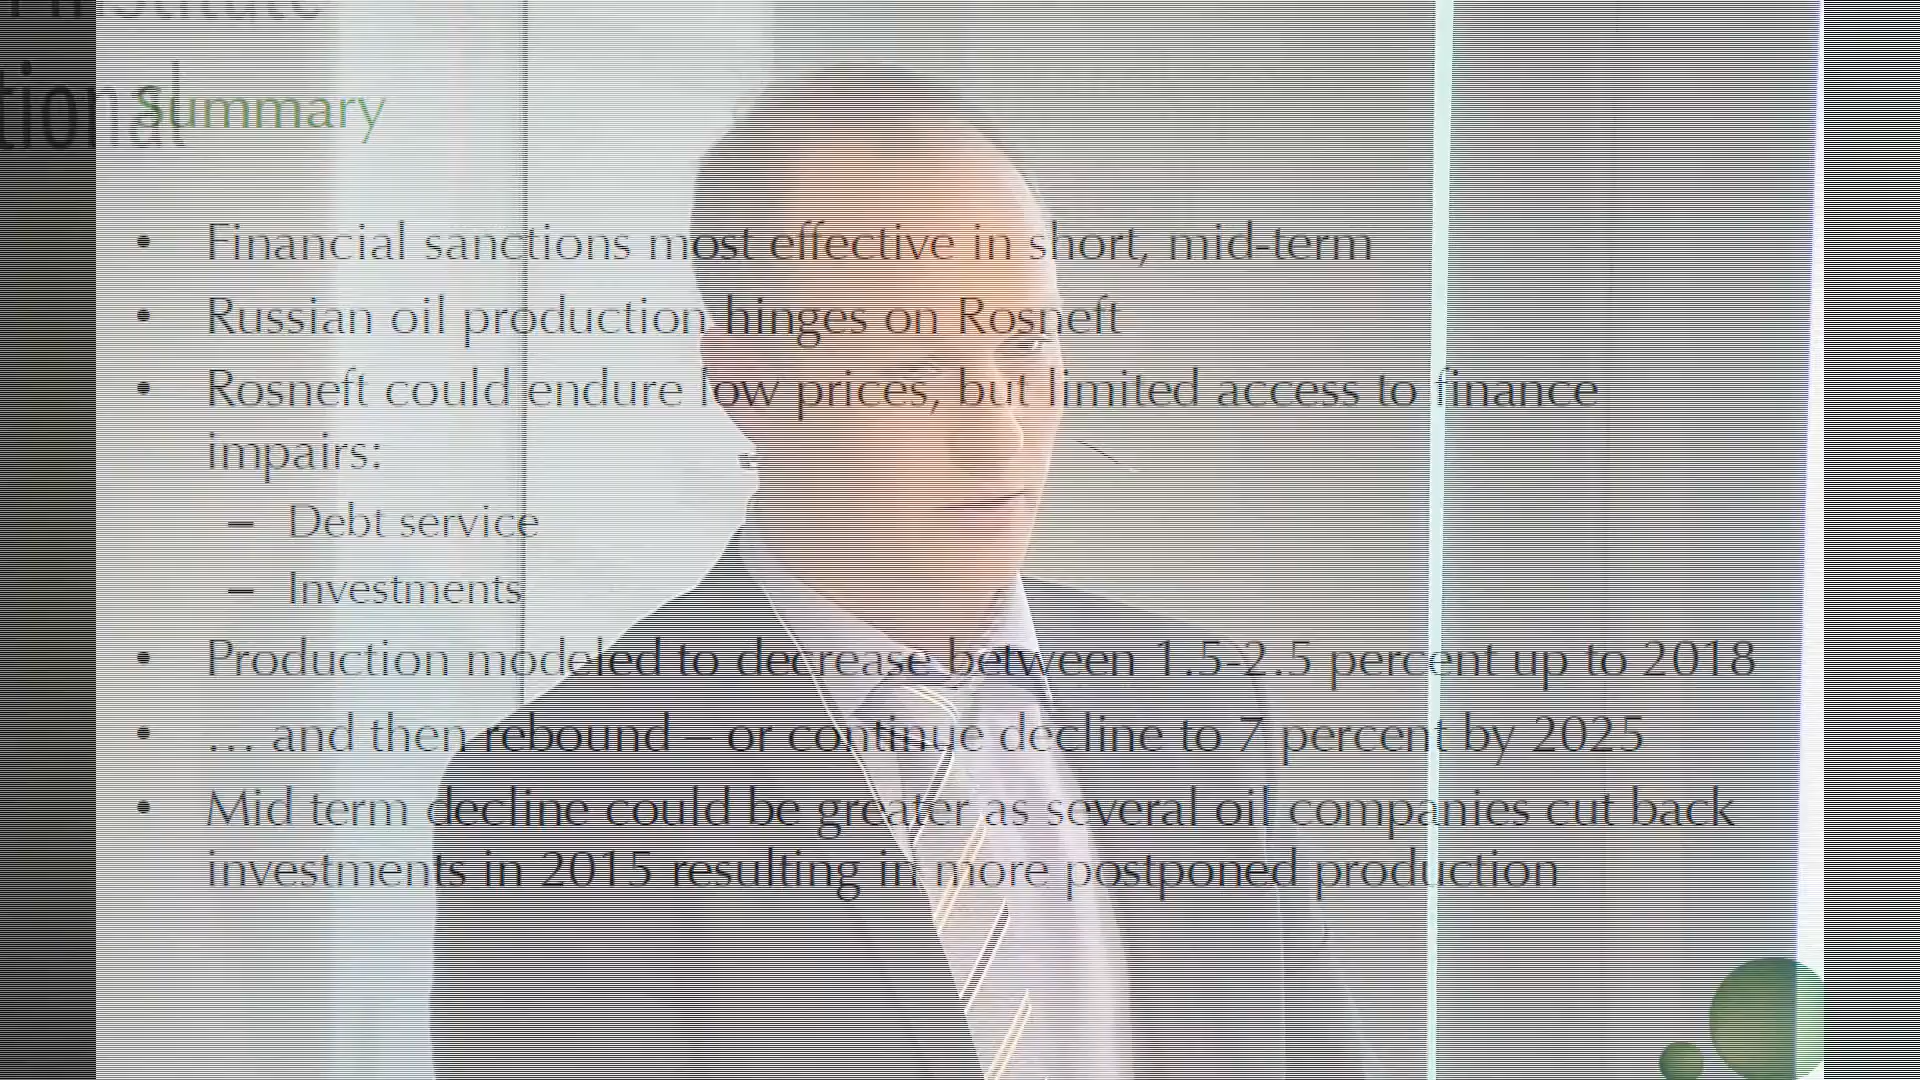 Institute
tional
Summary
• Financial sanctions most effective in short, mid-term
• Russian oil production hinges on Rosneft
• Rosneft could endure low prices, but limited access to finance
impairs:
– Debt service
– Investments
• Production modeled to decrease between 1.5-2.5 percent up to 2018
• … and then rebound – or continue decline to 7 percent by 2025
• Mid term decline could be greater as several oil companies cut back
investments in 2015 resulting in more postponed production